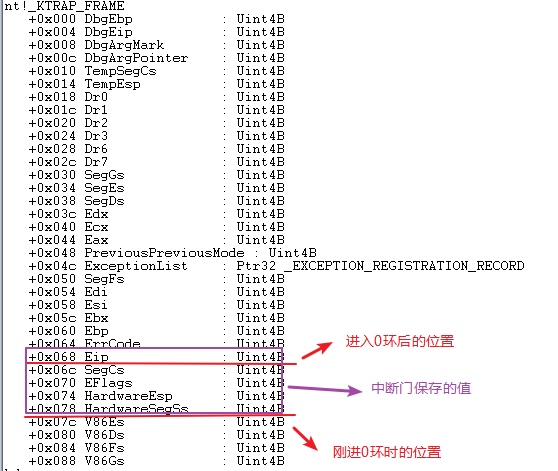 nt!_KTRAP_FRAME
+0x000 DbgEbp : Uint4B
+0x004 DbgEip : Uint4B
+0x008 DbgArgMark : Uint4B
+0x00c DbgArgPointer : Uint4B
+0x010 TempSegCs : Uint4B
+0x014 TempEsp : Uint4B
+0x018 Dr0 : Uint4B
+0x01c Dr1 : Uint4B
+0x020 Dr2 : Uint4B
+0x024 Dr3 : Uint4B
+0x028 Dr6 : Uint4B
+0x02c Dr7 : Uint4B
+0x030 SegGs : Uint4B
+0x034 SegEs : Uint4B
+0x038 SegDs : Uint4B
+0x03c Edx : Uint4B
+0x040 Ecx : Uint4B
+0x044 Eax : Uint4B
+0x048 PreviousPreviousMode : Uint4B
+0x04c ExceptionList : Ptr32 _EXCEPTION_REGISTRATION_RECORD
+0x050 SegFs : Uint4B
+0x054 Edi : Uint4B
+0x058 Esi : Uint4B
+0x05c Ebx : Uint4B
+0x060 Ebp : Uint4B
+0x064 ErrCode : Uint4B
进入0环后的位置
+0x068 Eip : Uint4B
+0x06c SegCs : Uint4B
+0x070 EFlags : Uint4B
中断门保存的值
+0x074 HardwareEsp : Uint4B
+0x078 HardwareSegSs : Uint4B
+0x07c V86Es : Uint4B
+0x080 V86Ds : Uint4B
刚进0环时的位置
+0x084 V86Fs : Uint4B
+0x088 V86Gs : Uint4B